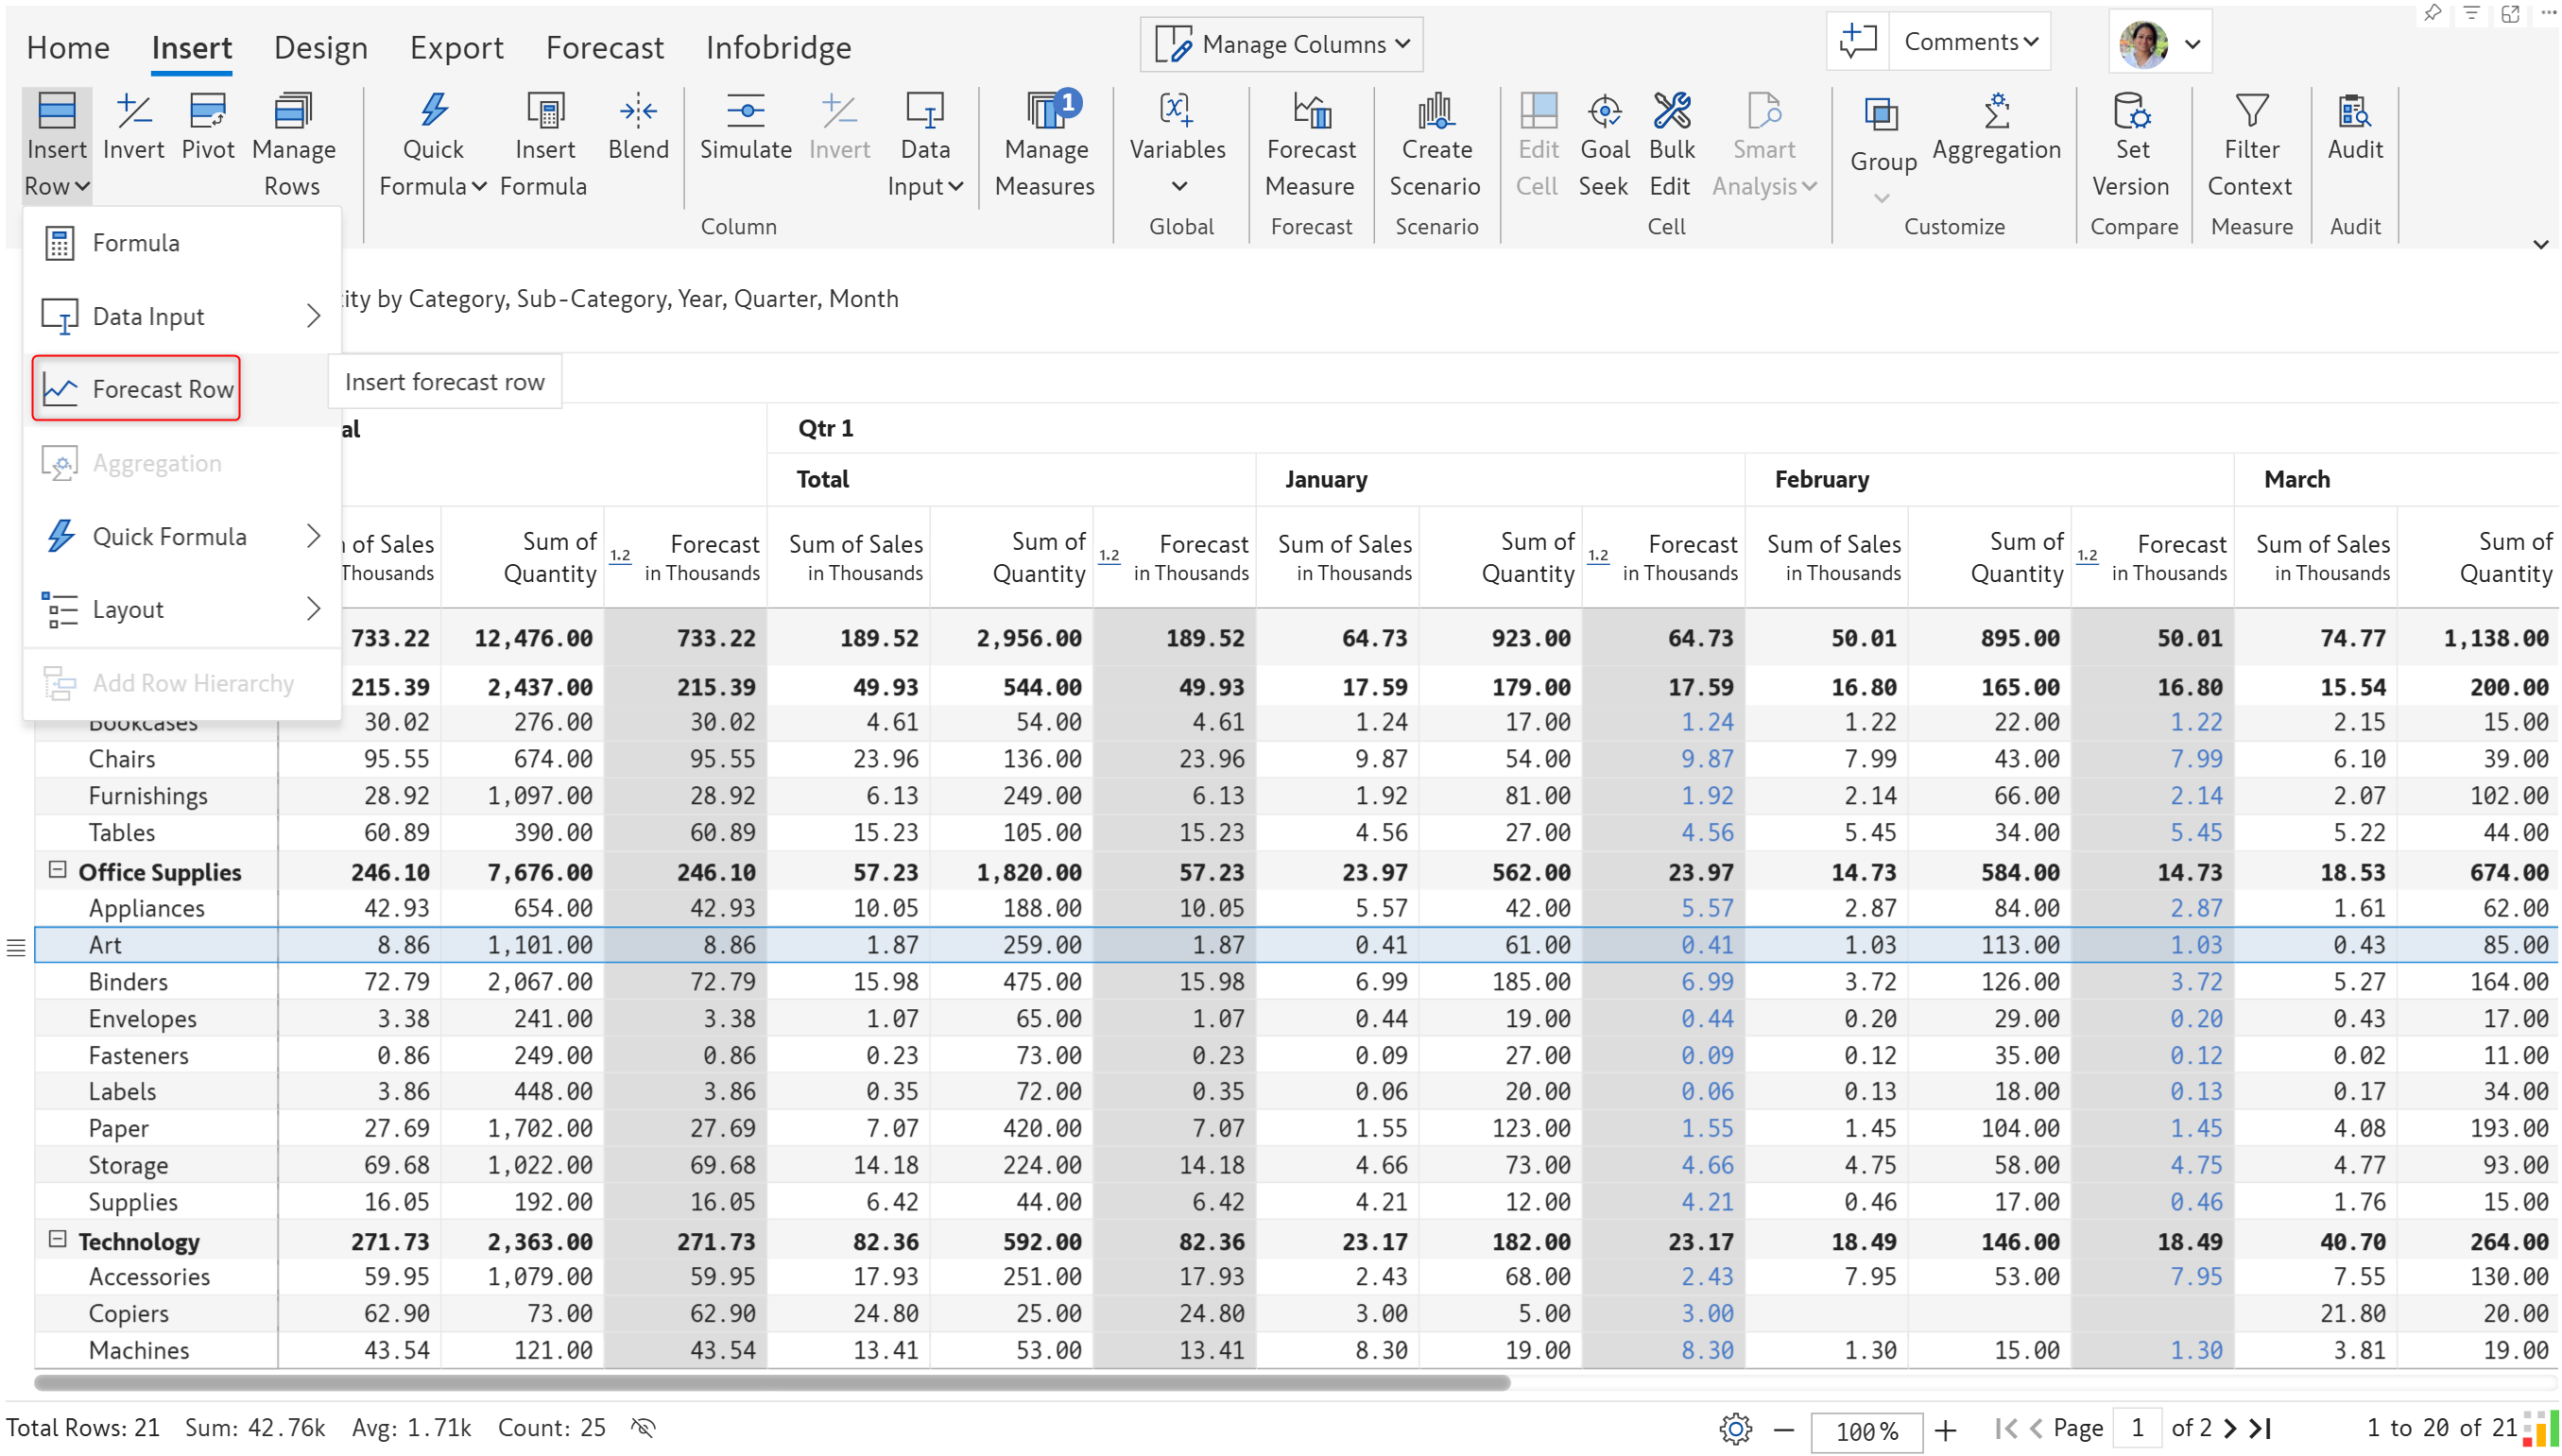 Home Insert Design Export Forecast Infobridge Manage Columns Comments
Insert Row Invert Pivot Manage Rows Quick Formula Insert Formula Blend Simulate Invert Data Input Manage Measures 1 Variables Forecast Measure Create Scenario Edit Cell Goal Seek Bulk Edit Smart Analysis Group Aggregation Set Version Filter Context Audit
Column Global Forecast Scenario Cell Customize Compare Measure Audit
Formula
Data Input
Forecast Row
Aggregation
Quick Formula
Layout
Add Row Hierarchy
Insert forecast row
ity by Category, Sub-Category, Year, Quarter, Month
al Qtr 1
Total January February March
of Sales Thousands Sum of Quantity 1.2 Forecast in Thousands Sum of Sales in Thousands Sum of Quantity 1.2 Forecast in Thousands Sum of Sales in Thousands Sum of Quantity 1.2 Forecast in Thousands Sum of Sales in Thousands Sum of Quantity 1.2 Forecast in Thousands Sum of Sales in Thousands Sum of Quantity
733.22 12,476.00 733.22 189.52 2,956.00 189.52 64.73 923.00 64.73 50.01 895.00 50.01 74.77 1,138.00
215.39 2,437.00 215.39 49.93 544.00 49.93 17.59 179.00 17.59 16.80 165.00 16.80 15.54 200.00
Bookcases 30.02 276.00 30.02 4.61 54.00 4.61 1.24 17.00 1.24 1.22 22.00 1.22 2.15 15.00
Chairs 95.55 674.00 95.55 23.96 136.00 23.96 9.87 54.00 9.87 7.99 43.00 7.99 6.10 39.00
Furnishings 28.92 1,097.00 28.92 6.13 249.00 6.13 1.92 81.00 1.92 2.14 66.00 2.14 2.07 102.00
Tables 60.89 390.00 60.89 15.23 105.00 15.23 4.56 27.00 4.56 5.45 34.00 5.45 5.22 44.00
Office Supplies 246.10 7,676.00 246.10 57.23 1,820.00 57.23 23.97 562.00 23.97 14.73 584.00 14.73 18.53 674.00
Appliances 42.93 654.00 42.93 10.05 188.00 10.05 5.57 42.00 5.57 2.87 84.00 2.87 1.61 62.00
Art 8.86 1,101.00 8.86 1.87 259.00 1.87 0.41 61.00 0.41 1.03 113.00 1.03 0.43 85.00
Binders 72.79 2,067.00 72.79 15.98 475.00 15.98 6.99 185.00 6.99 3.72 126.00 3.72 5.27 164.00
Envelopes 3.38 241.00 3.38 1.07 65.00 1.07 0.44 19.00 0.44 0.20 29.00 0.20 0.43 17.00
Fasteners 0.86 249.00 0.86 0.23 73.00 0.23 0.09 27.00 0.09 0.12 35.00 0.12 0.02 11.00
Labels 3.86 448.00 3.86 0.35 72.00 0.35 0.06 20.00 0.06 0.13 18.00 0.13 0.17 34.00
Paper 27.69 1,702.00 27.69 7.07 420.00 7.07 1.55 123.00 1.55 1.45 104.00 1.45 4.08 193.00
Storage 69.68 1,022.00 69.68 14.18 224.00 14.18 4.66 73.00 4.66 4.75 58.00 4.75 4.77 93.00
Supplies 16.05 192.00 16.05 6.42 44.00 6.42 4.21 12.00 4.21 0.46 17.00 0.46 1.76 15.00
Technology 271.73 2,363.00 271.73 82.36 592.00 82.36 23.17 182.00 23.17 18.49 146.00 18.49 40.70 264.00
Accessories 59.95 1,079.00 59.95 17.93 251.00 17.93 2.43 68.00 2.43 7.95 53.00 7.95 7.55 130.00
Copiers 62.90 73.00 62.90 24.80 25.00 24.80 3.00 5.00 3.00 21.80 20.00
Machines 43.54 121.00 43.54 13.41 53.00 13.41 8.30 19.00 8.30 1.30 15.00 1.30 3.81 19.00
Total Rows: 21 Sum: 42.76k Avg: 1.71k Count: 25 100 % Page 1 of 2 1 to 20 of 21